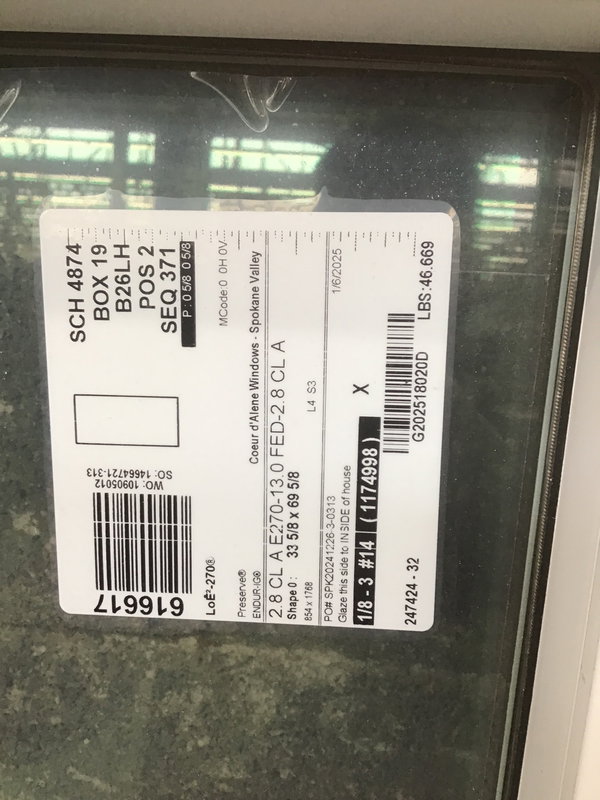 SCH 4874
BOX 19
B26LH
POS 2
SEQ 371
P: 0 5/8 0 5/8
616617
WO: 10905012
SO: 14664721-313
LoE²-270®
MCode:0 0H 0V
Preserve®
ENDUR-IG®
Coeur d'Alene Windows - Spokane Valley
2.8 CL A E270-13.0 FED-2.8 CL A
Shape 0: 33 5/8 x 69 5/8
854 x 1768
L4 S3
PO# SPK20241226-3-0313
1/6/2025
Glaze this side to INSIDE of house
1/8 - 3 #14 (1174998) X
G202518020D
247424 - 32
LBS:46.669